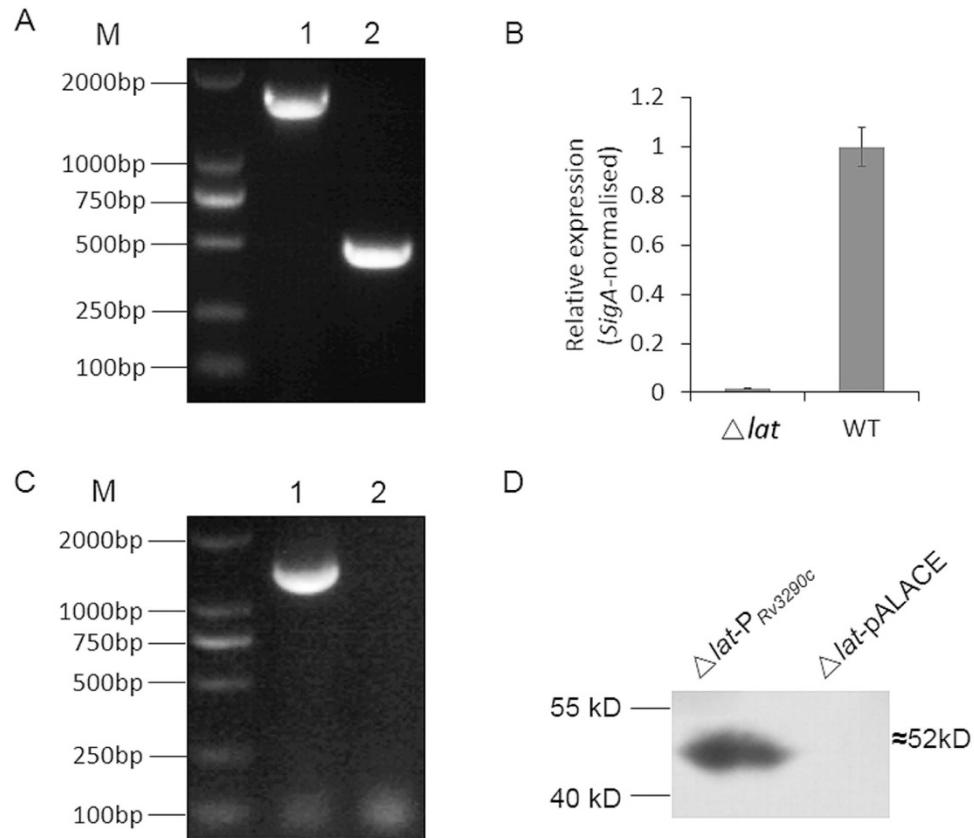 A
M 1 2
2000bp
1000bp
750bp
500bp
250bp
100bp
B
Relative expression
(SigA-normalised)
1.2
1
0.8
0.6
0.4
0.2
0
△lat WT
C
M 1 2
2000bp
1000bp
750bp
500bp
250bp
100bp
D
△lat-P Rv3290c
△lat-pALACE
55 kD
≈52kD
40 kD